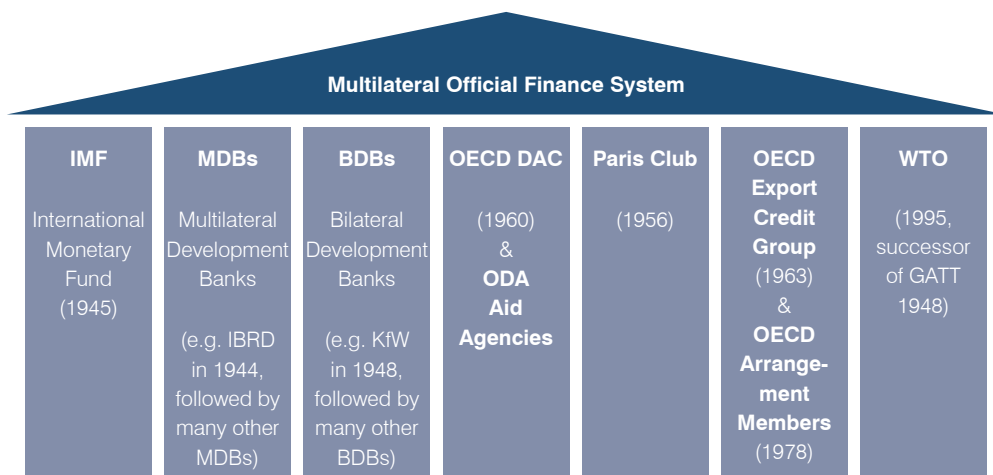 Multilateral Official Finance System
IMF
International
Monetary
Fund
(1945)
MDBs
Multilateral
Development
Banks
(e.g. IBRD
in 1944,
followed by
many other
MDBs)
BDBs
Bilateral
Development
Banks
(e.g. KfW
in 1948,
followed by
many other
BDBs)
OECD DAC
(1960)
&
ODA
Aid
Agencies
Paris Club
(1956)
OECD
Export
Credit
Group
(1963)
&
OECD
Arrange-
ment
Members
(1978)
WTO
(1995,
successor
of GATT
1948)